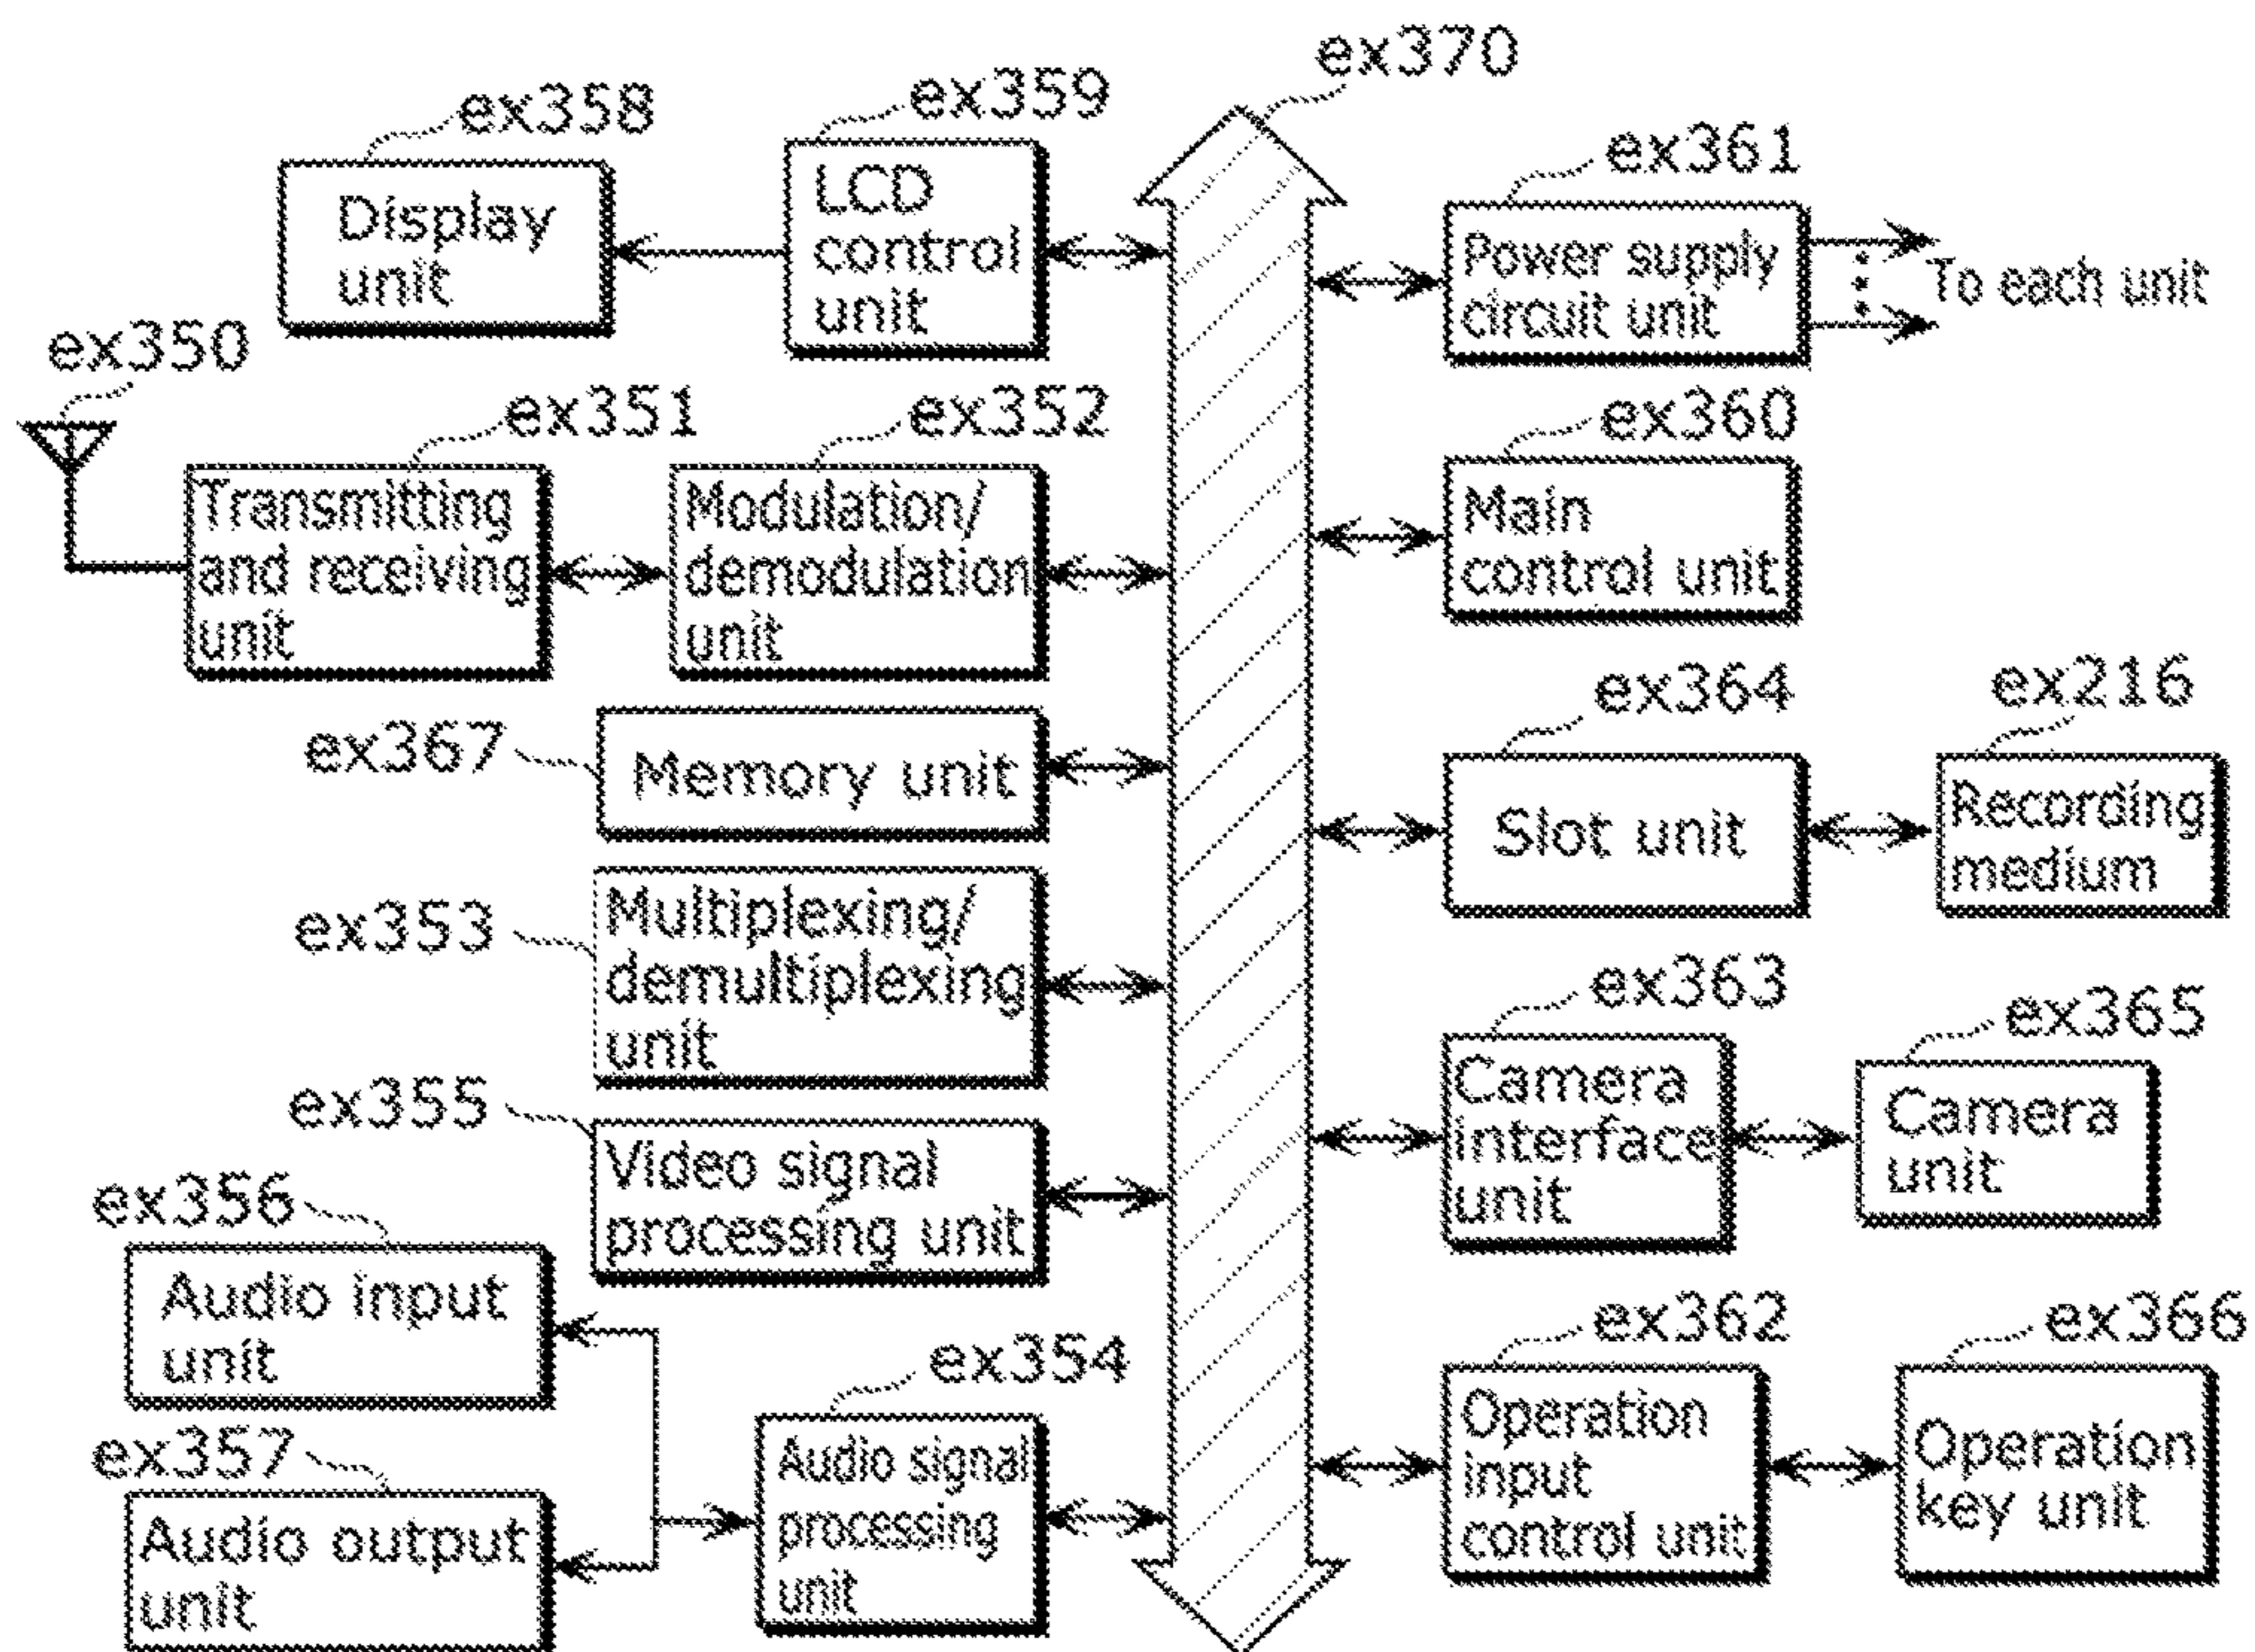 ex370
ex358
ex359
ex361
Display
unit
LCD
control
unit
Power supply
circuit unit
To each unit
ex350
ex351
ex352
ex360
Transmitting
and receiving
unit
Modulation/
demodulation
unit
Main
control unit
ex367
Memory unit
ex364
ex216
Slot unit
Recording
medium
ex353
Multiplexing/
demultiplexing
unit
ex363
ex365
Camera
interface
unit
Camera
unit
ex355
Video signal
processing unit
ex356
Audio input
unit
ex354
ex362
ex366
Audio signal
processing
unit
Operation
input
control unit
Operation
key unit
ex357
Audio output
unit